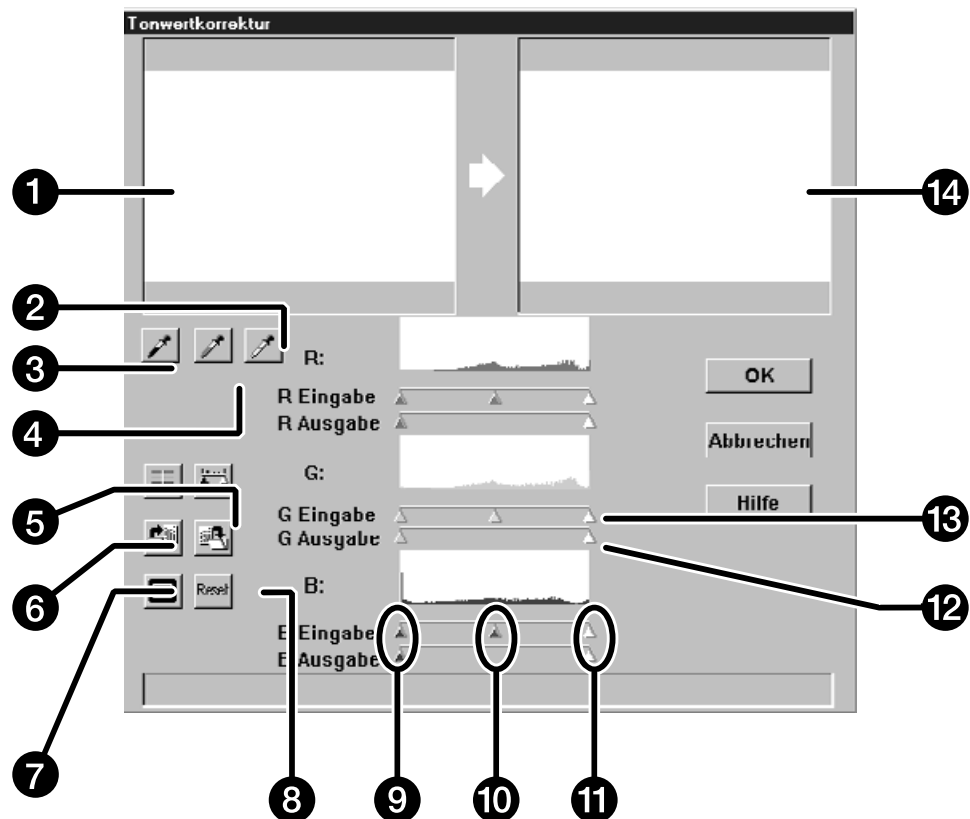 Tonwertkorrektur
1
14
2
3
R:
OK
R Eingabe
4
R Ausgabe
Abbrechen
G:
5
Hilfe
G Eingabe
13
G Ausgabe
6
Reset
B:
12
Eingabe
Ausgabe
7
8
9
10
11